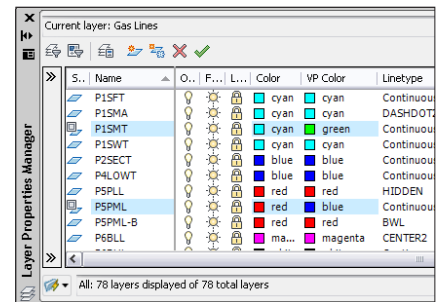 Current layer: Gas Lines
S.. Name O.. F... L... Color VP Color Linetype
P1SFT cyan cyan Continuou
P1SMA cyan cyan DASHDOT2
P1SMT cyan green Continuou
P1SWT cyan cyan Continuou
P2SECT blue blue Continuou
P4LOWT blue blue Continuou
P5PLL red red HIDDEN
P5PML red blue Continuou
P5PML-B red red BWL
P6BLL ma... magenta CENTER2
Layer Properties Manager
All: 78 layers displayed of 78 total layers